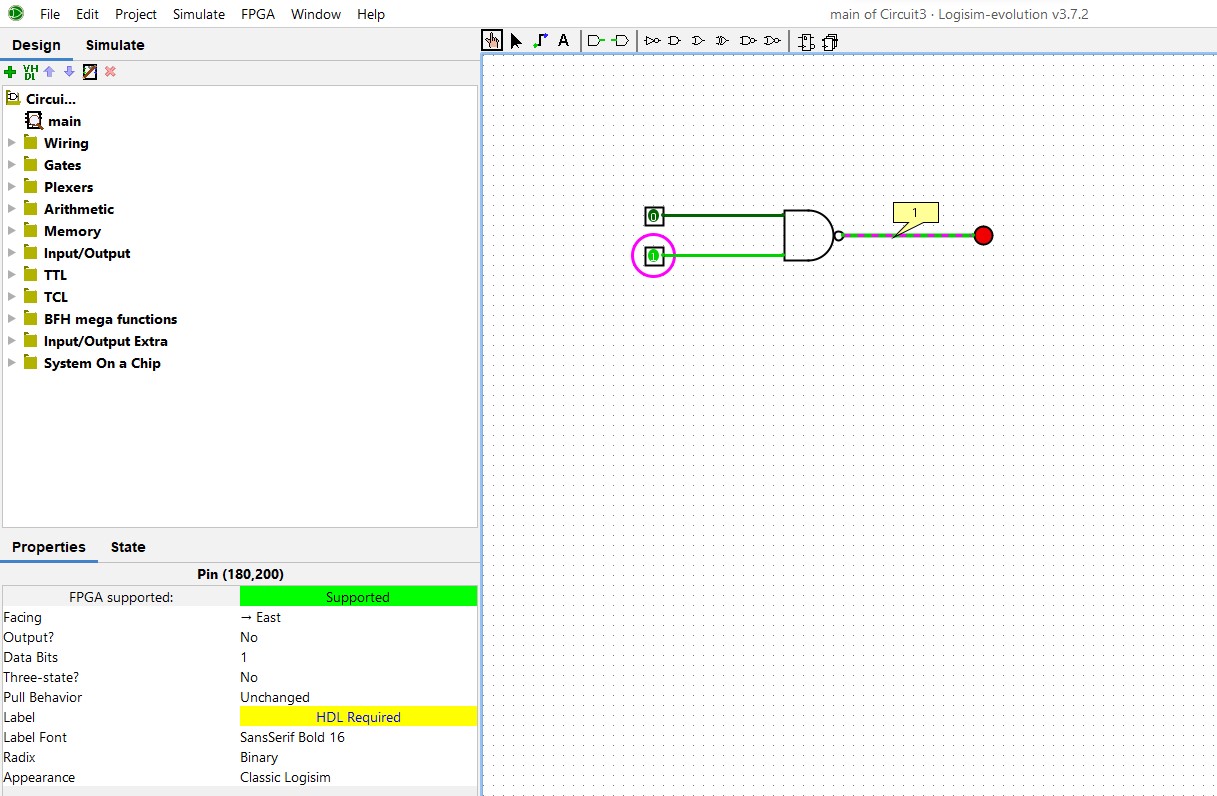 File Edit Project Simulate FPGA Window Help main of Circuit3 · Logisim-evolution v3.7.2
Design Simulate
VH
DL
A
Circui...
main
Wiring
Gates
Plexers
Arithmetic
Memory
Input/Output
TTL
TCL
BFH mega functions
Input/Output Extra
System On a Chip
0
1
1
Properties State
Pin (180,200)
FPGA supported: Supported
Facing → East
Output? No
Data Bits 1
Three-state? No
Pull Behavior Unchanged
Label HDL Required
Label Font SansSerif Bold 16
Radix Binary
Appearance Classic Logisim